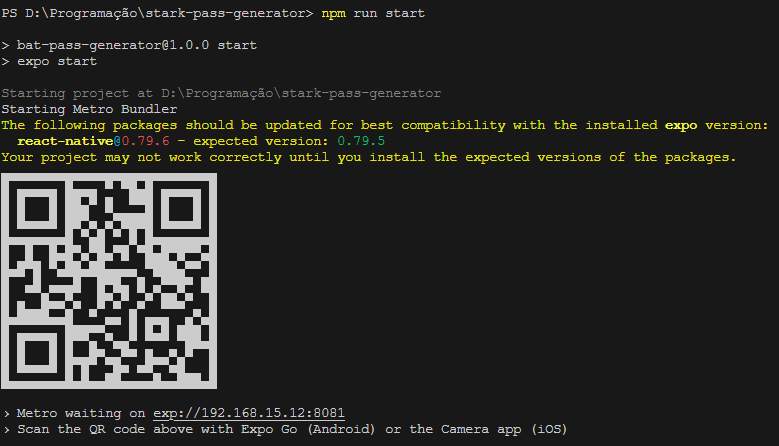 PS D:\Programação\stark-pass-generator> npm run start
> bat-pass-generator@1.0.0 start
> expo start
Starting project at D:\Programação\stark-pass-generator
Starting Metro Bundler
The following packages should be updated for best compatibility with the installed expo version:
react-native@0.79.6 - expected version: 0.79.5
Your project may not work correctly until you install the expected versions of the packages.
› Metro waiting on exp://192.168.15.12:8081
› Scan the QR code above with Expo Go (Android) or the Camera app (iOS)